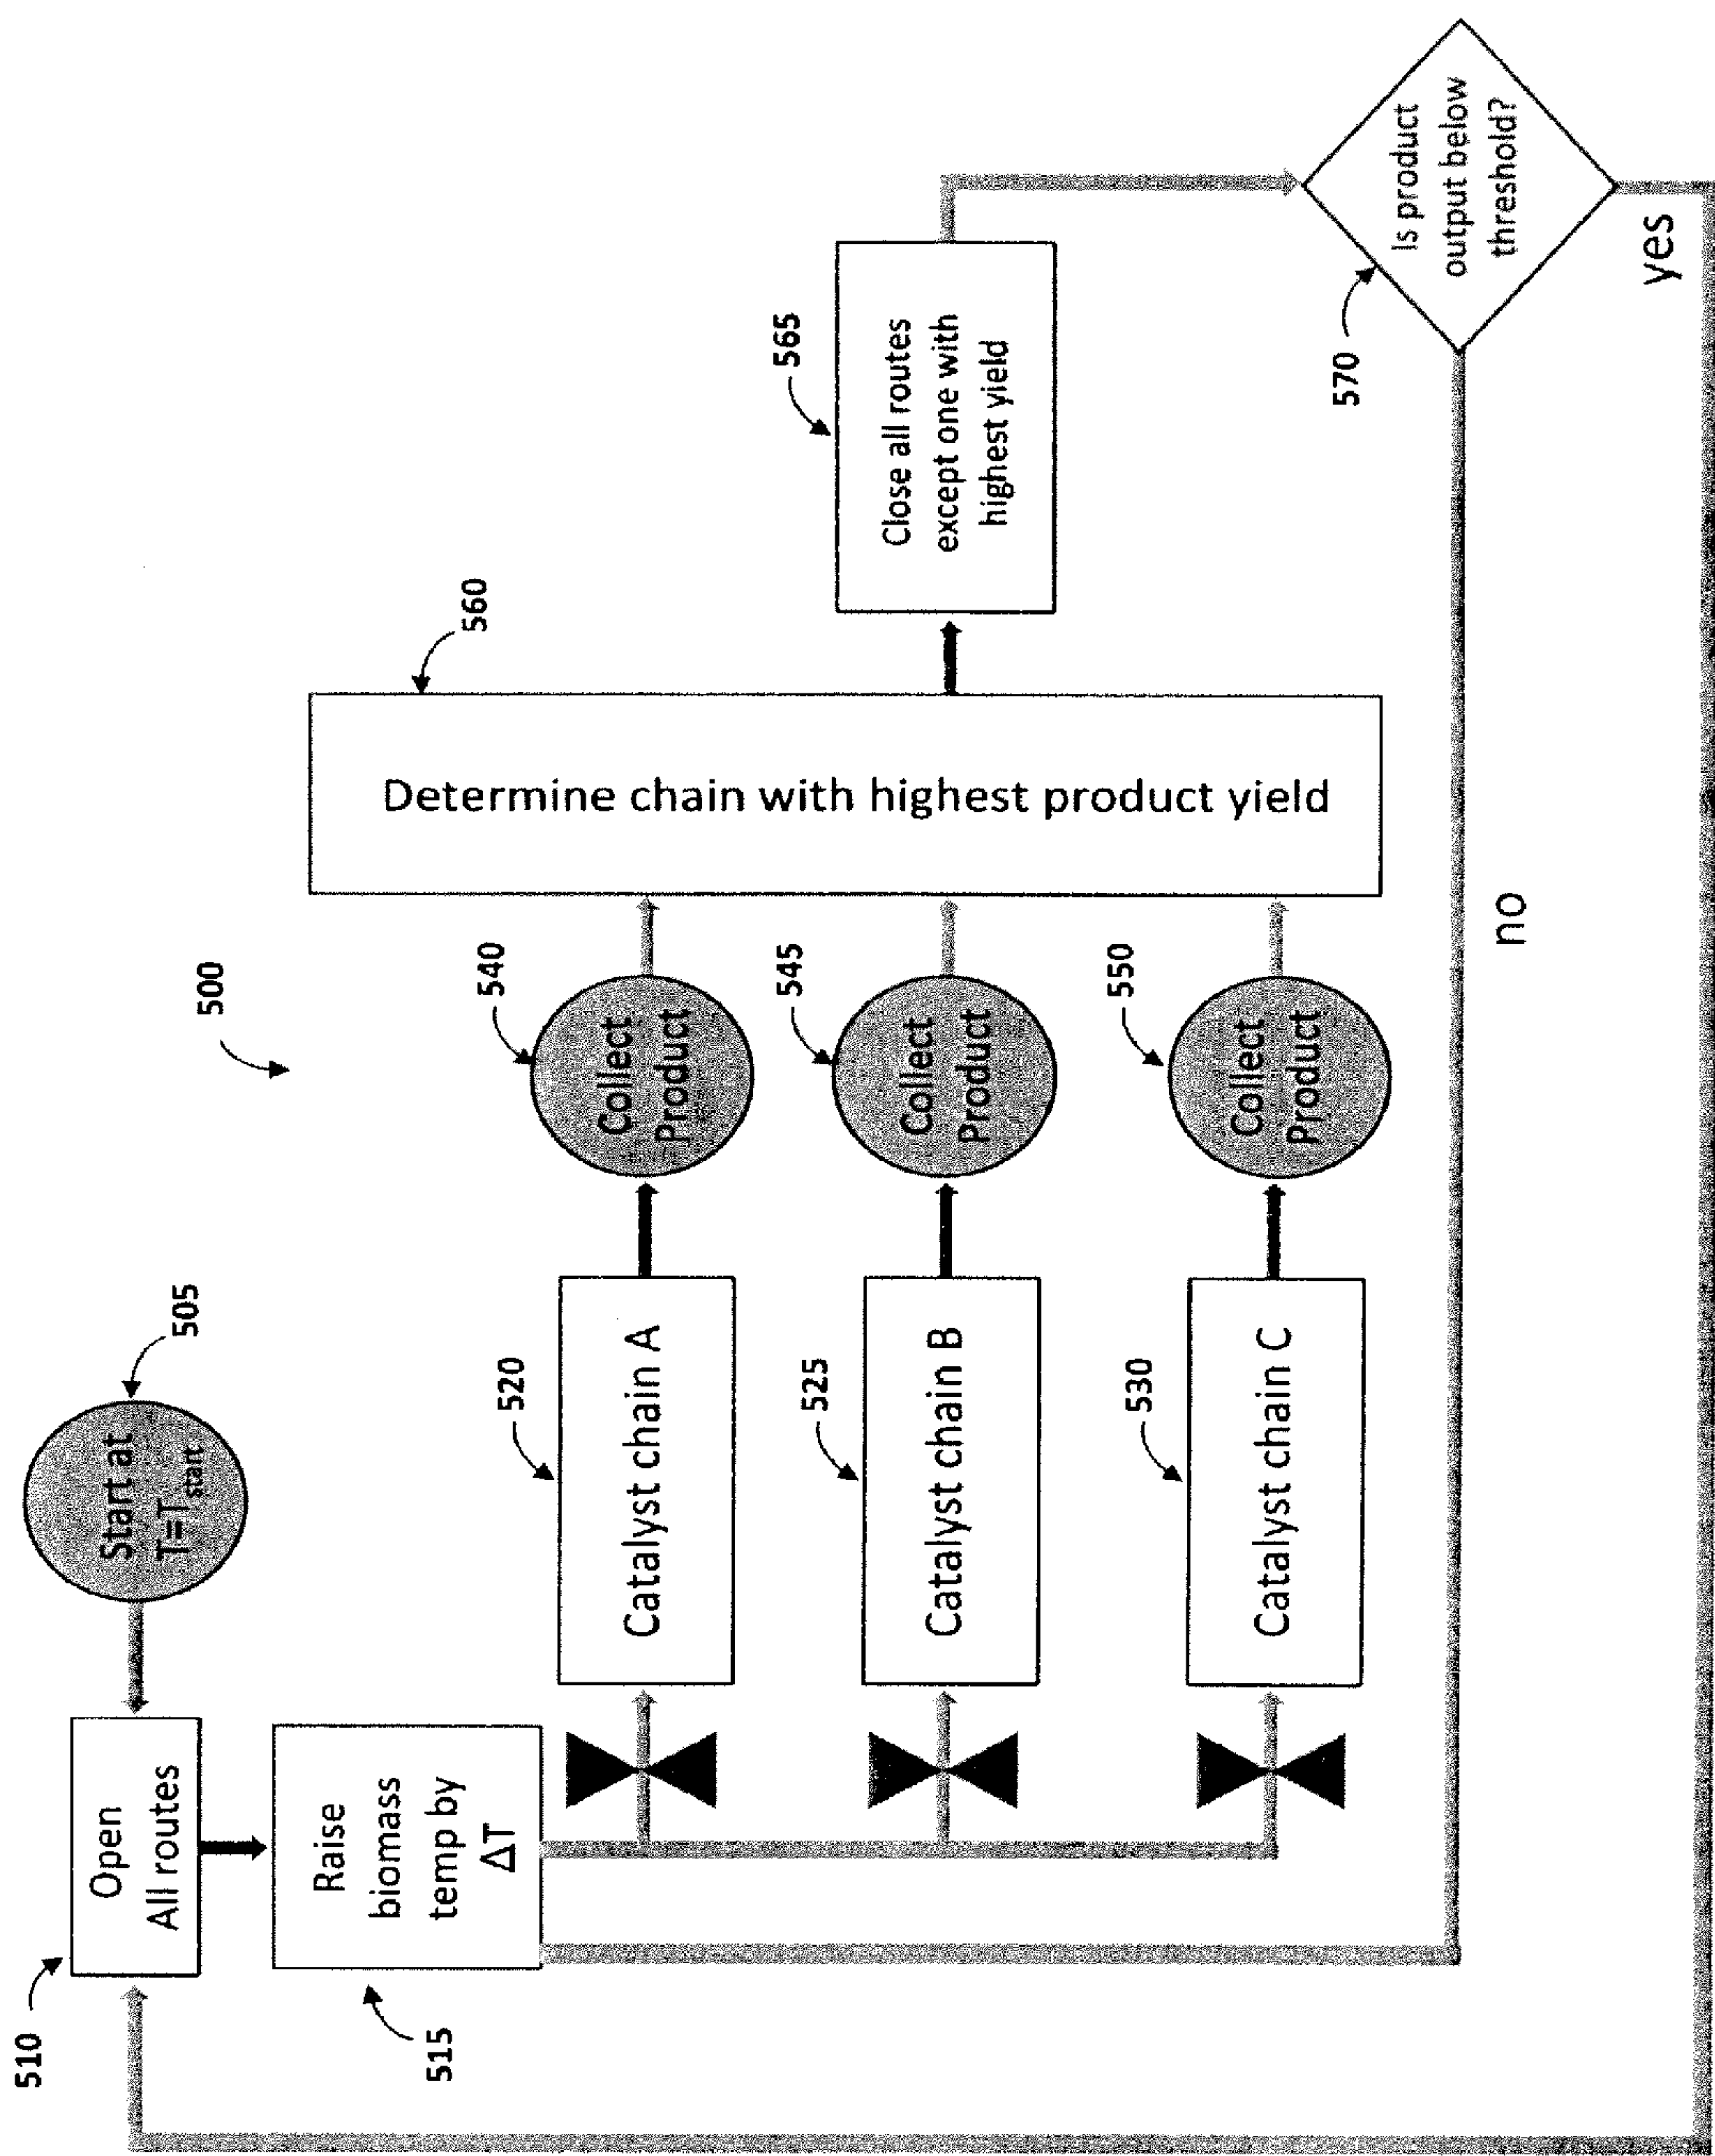 500
505
Start at
T=Tstart
510
Open
All routes
515
Raise
biomass
temp by
ΔT
520
Catalyst chain A
525
Catalyst chain B
530
Catalyst chain C
540
Collect
Product
545
Collect
Product
550
Collect
Product
560
Determine chain with highest product yield
565
Close all routes
except one with
highest yield
570
Is product
output below
threshold?
no
yes